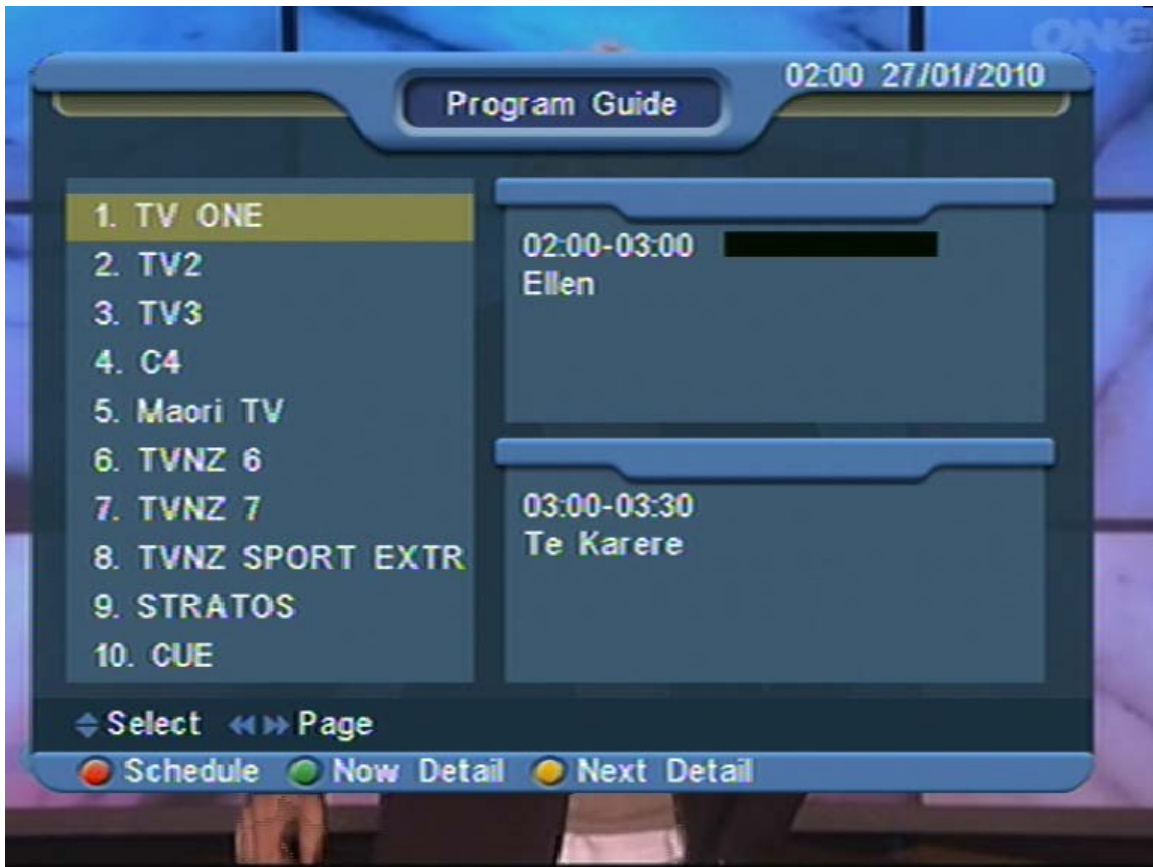 ONE
02:00 27/01/2010
Program Guide
1. TV ONE
2. TV2
3. TV3
4. C4
5. Maori TV
6. TVNZ 6
7. TVNZ 7
8. TVNZ SPORT EXTR
9. STRATOS
10. CUE
02:00-03:00
Ellen
03:00-03:30
Te Karere
Select Page
Schedule Now Detail Next Detail